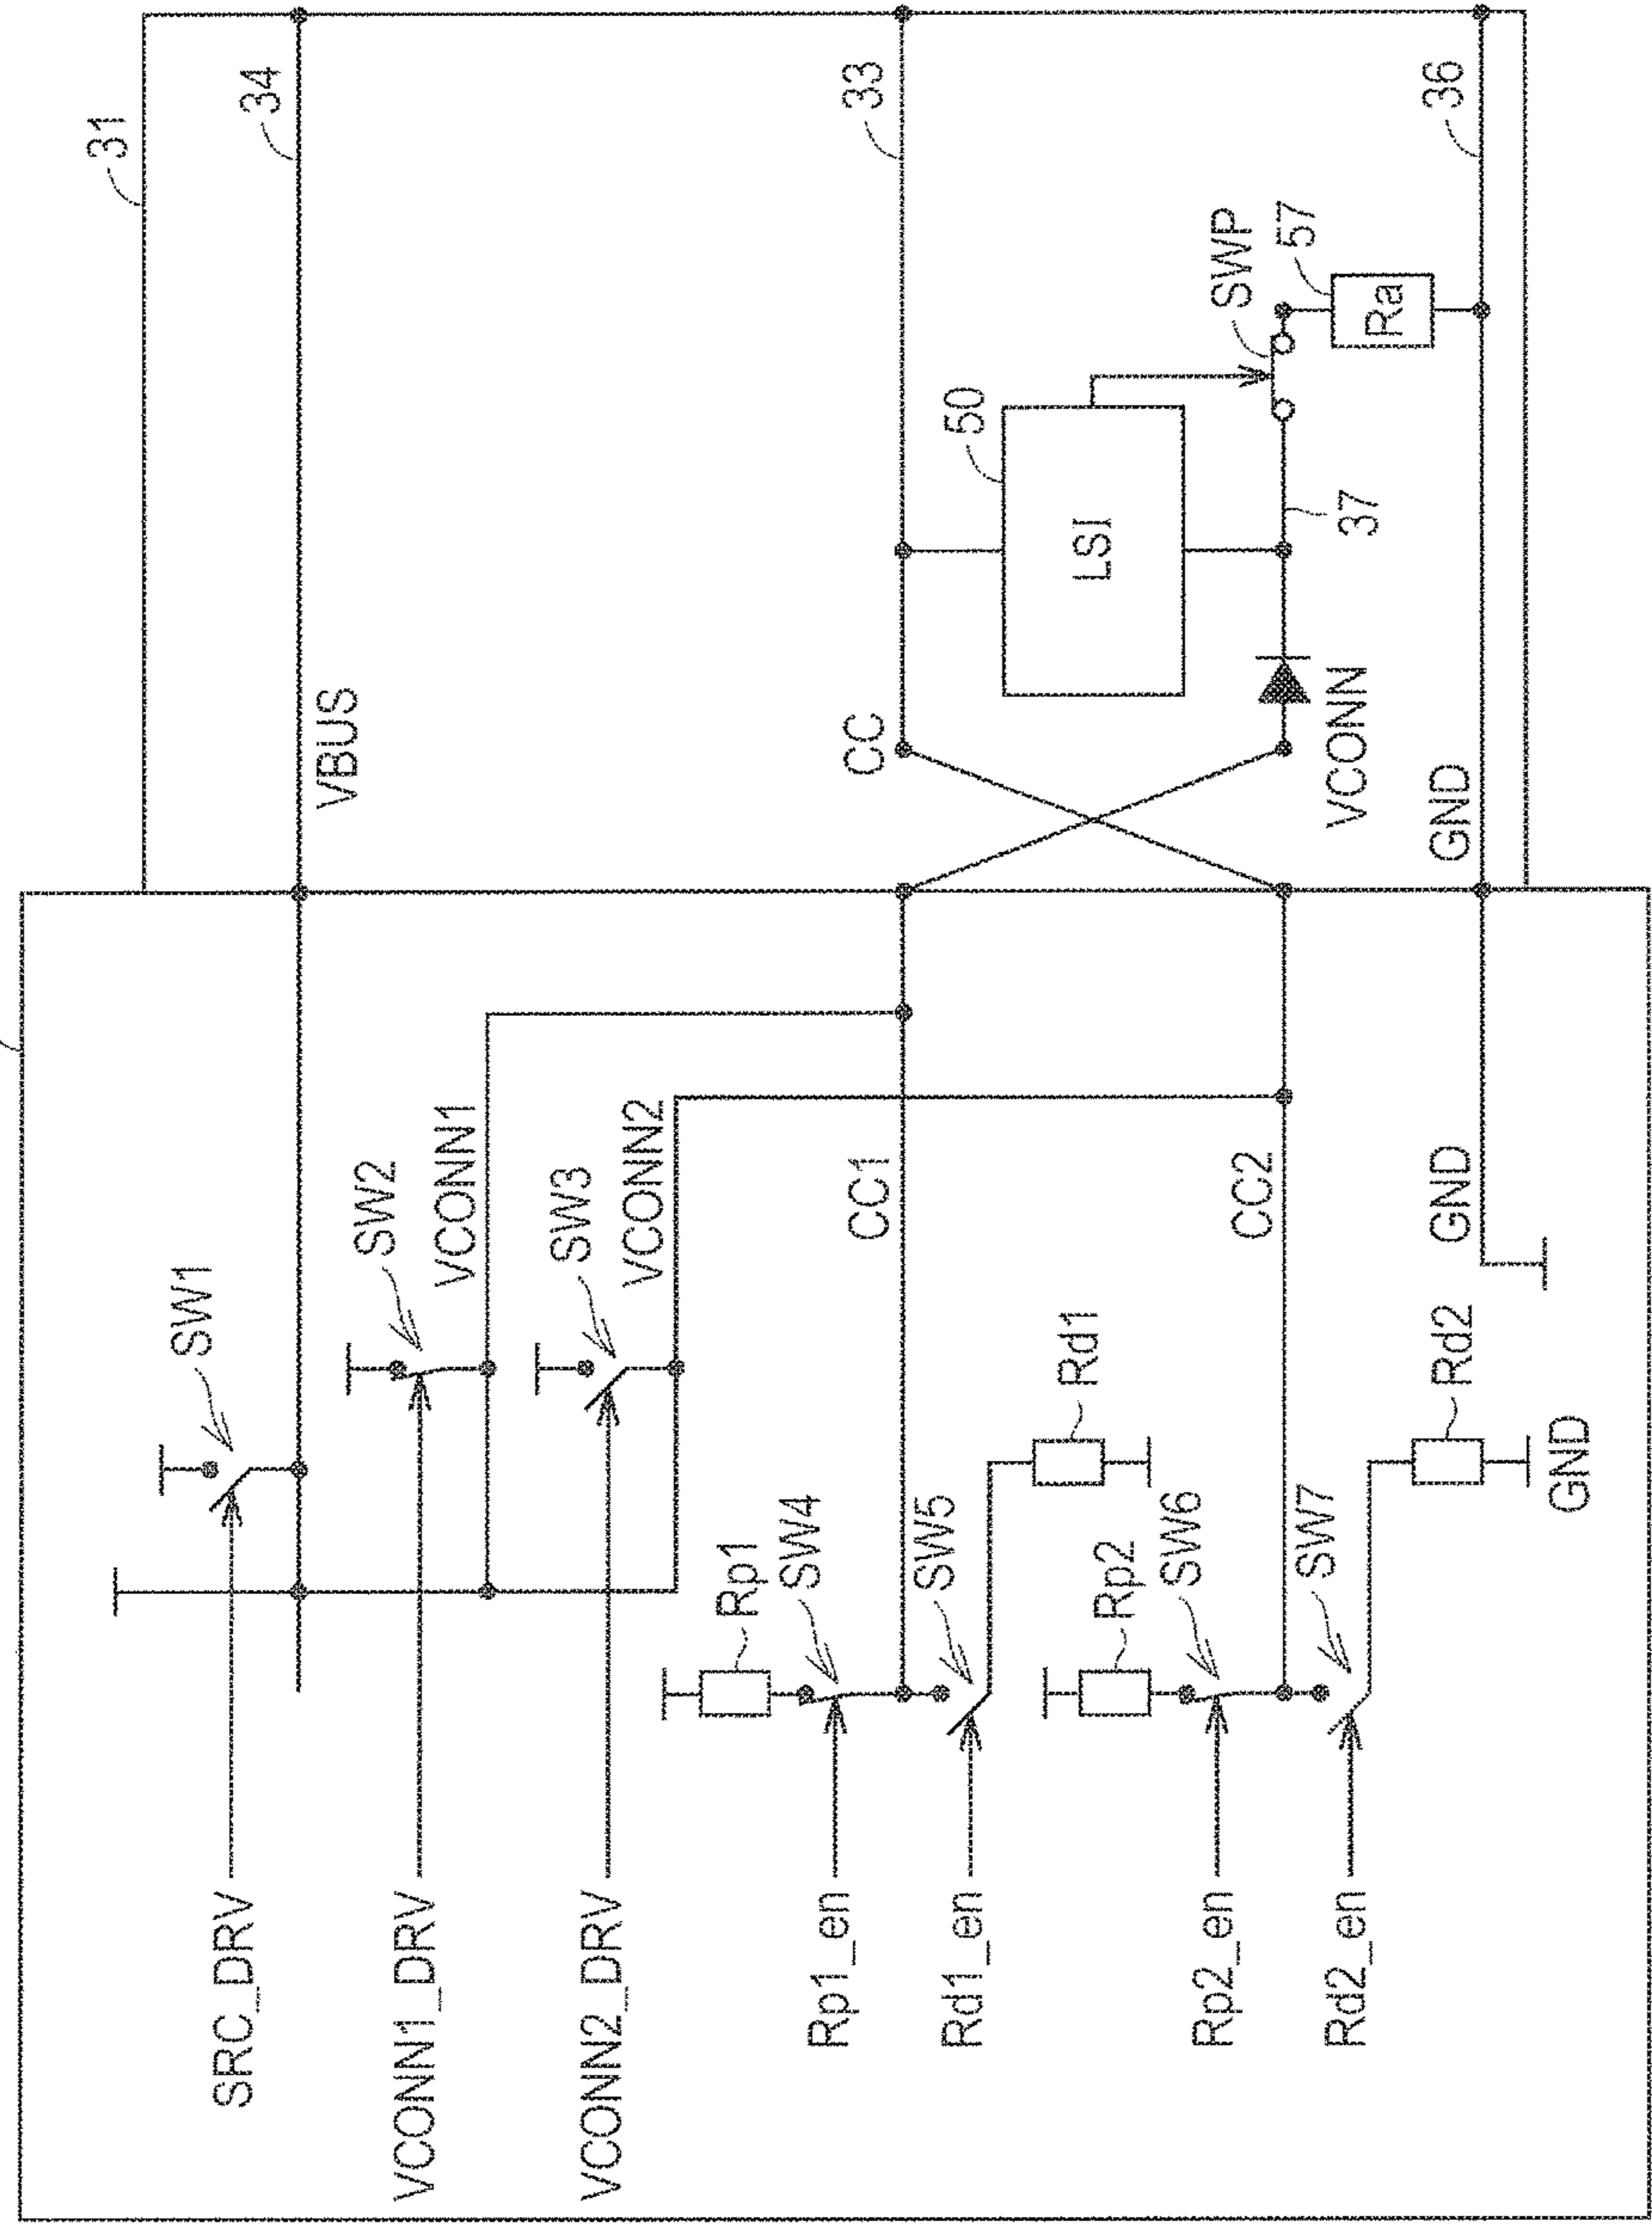 31
34
VBUS
SW1
SRC_DRV
SW2
VCONN1
VCONN1_DRV
SW3
VCONN2
VCONN2_DRV
33
CC
CC1
Rp1
SW4
Rp1_en
SW5
Rd1
Rd1_en
50
LSI
SWP
57
Ra
37
VCONN
CC2
Rp2
SW6
Rp2_en
SW7
Rd2
Rd2_en
36
GND
GND
GND